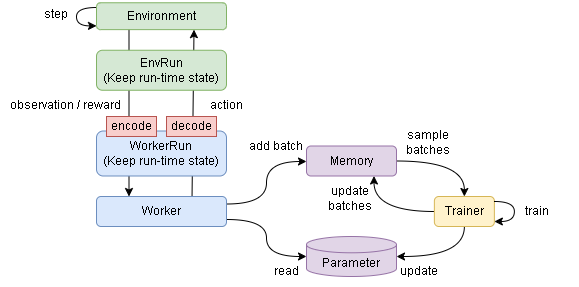 step
Environment
EnvRun
(Keep run-time state)
observation / reward
action
encode
decode
WorkerRun
(Keep run-time state)
Worker
add batch
Memory
sample
batches
update
batches
Trainer
train
read
Parameter
update